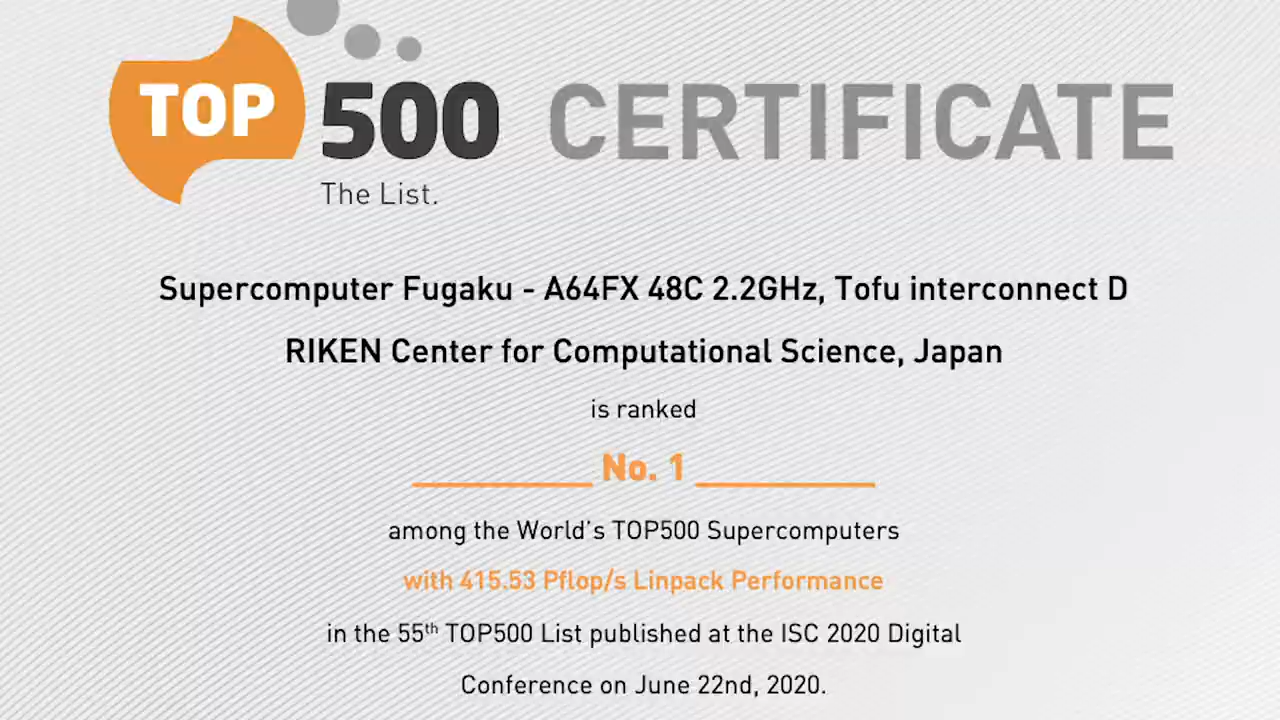 TOP 500 CERTIFICATE
The List.
Supercomputer Fugaku - A64FX 48C 2.2GHz, Tofu interconnect D
RIKEN Center for Computational Science, Japan
is ranked
No. 1
among the World's TOP500 Supercomputers
with 415.53 Pflop/s Linpack Performance
in the 55th TOP500 List published at the ISC 2020 Digital
Conference on June 22nd, 2020.